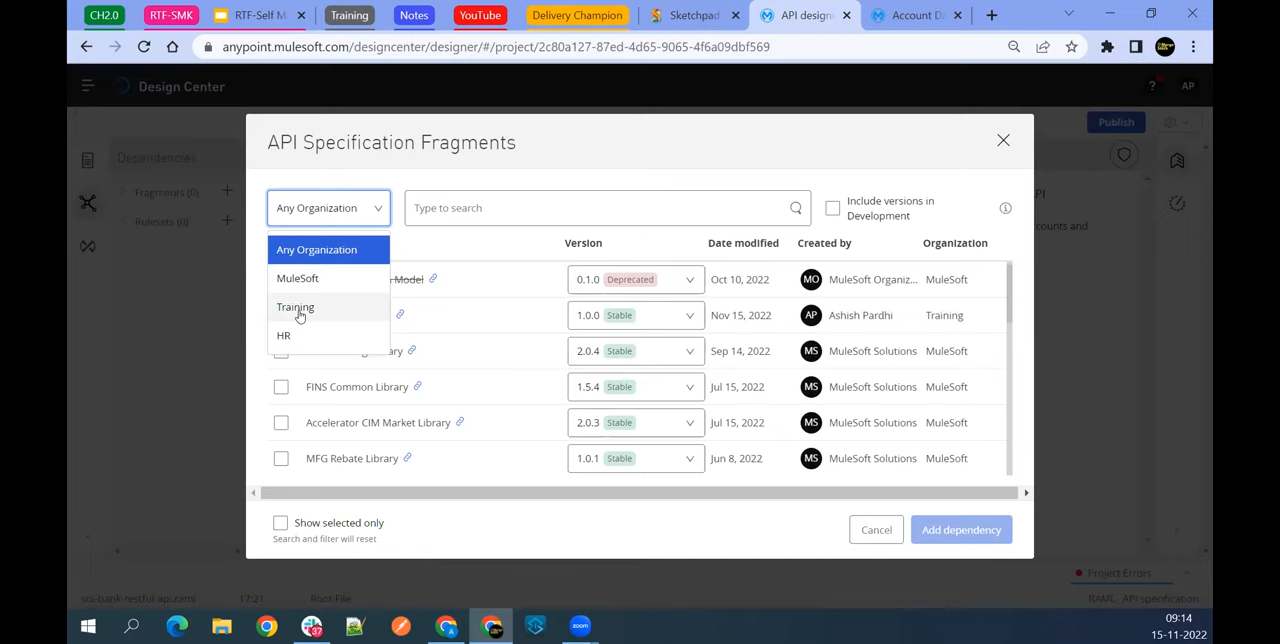 CH2.0
RTF-SMK
RTF-Self M
Training
Notes
YouTube
Delivery Champion
Sketchpad
API design
Account Da
anypoint.mulesoft.com/designcenter/designer/#/project/2c80a127-87ed-4d65-9065-4f6a09dbf569
Design Center
? AP
Publish
Dependencies
Fragments (0)
Rulesets (0)
API Specification Fragments
Any Organization
Type to search
Include versions in
Development
Any Organization
MuleSoft
Training
HR
Version Date modified Created by Organization
Model 0.1.0 Deprecated Oct 10, 2022 MO MuleSoft Organiz... MuleSoft
1.0.0 Stable Nov 15, 2022 AP Ashish Pardhi Training
2.0.4 Stable Sep 14, 2022 MS MuleSoft Solutions MuleSoft
FINS Common Library 1.5.4 Stable Jul 15, 2022 MS MuleSoft Solutions MuleSoft
Accelerator CIM Market Library 2.0.3 Stable Jul 15, 2022 MS MuleSoft Solutions MuleSoft
MFG Rebate Library 1.0.1 Stable Jun 8, 2022 MS MuleSoft Solutions MuleSoft
Show selected only
Search and filter will reset
Cancel
Add dependency
PI
counts and
Project Errors
17:21 Root File
RAML API specification
37
09:14
15-11-2022
zoom